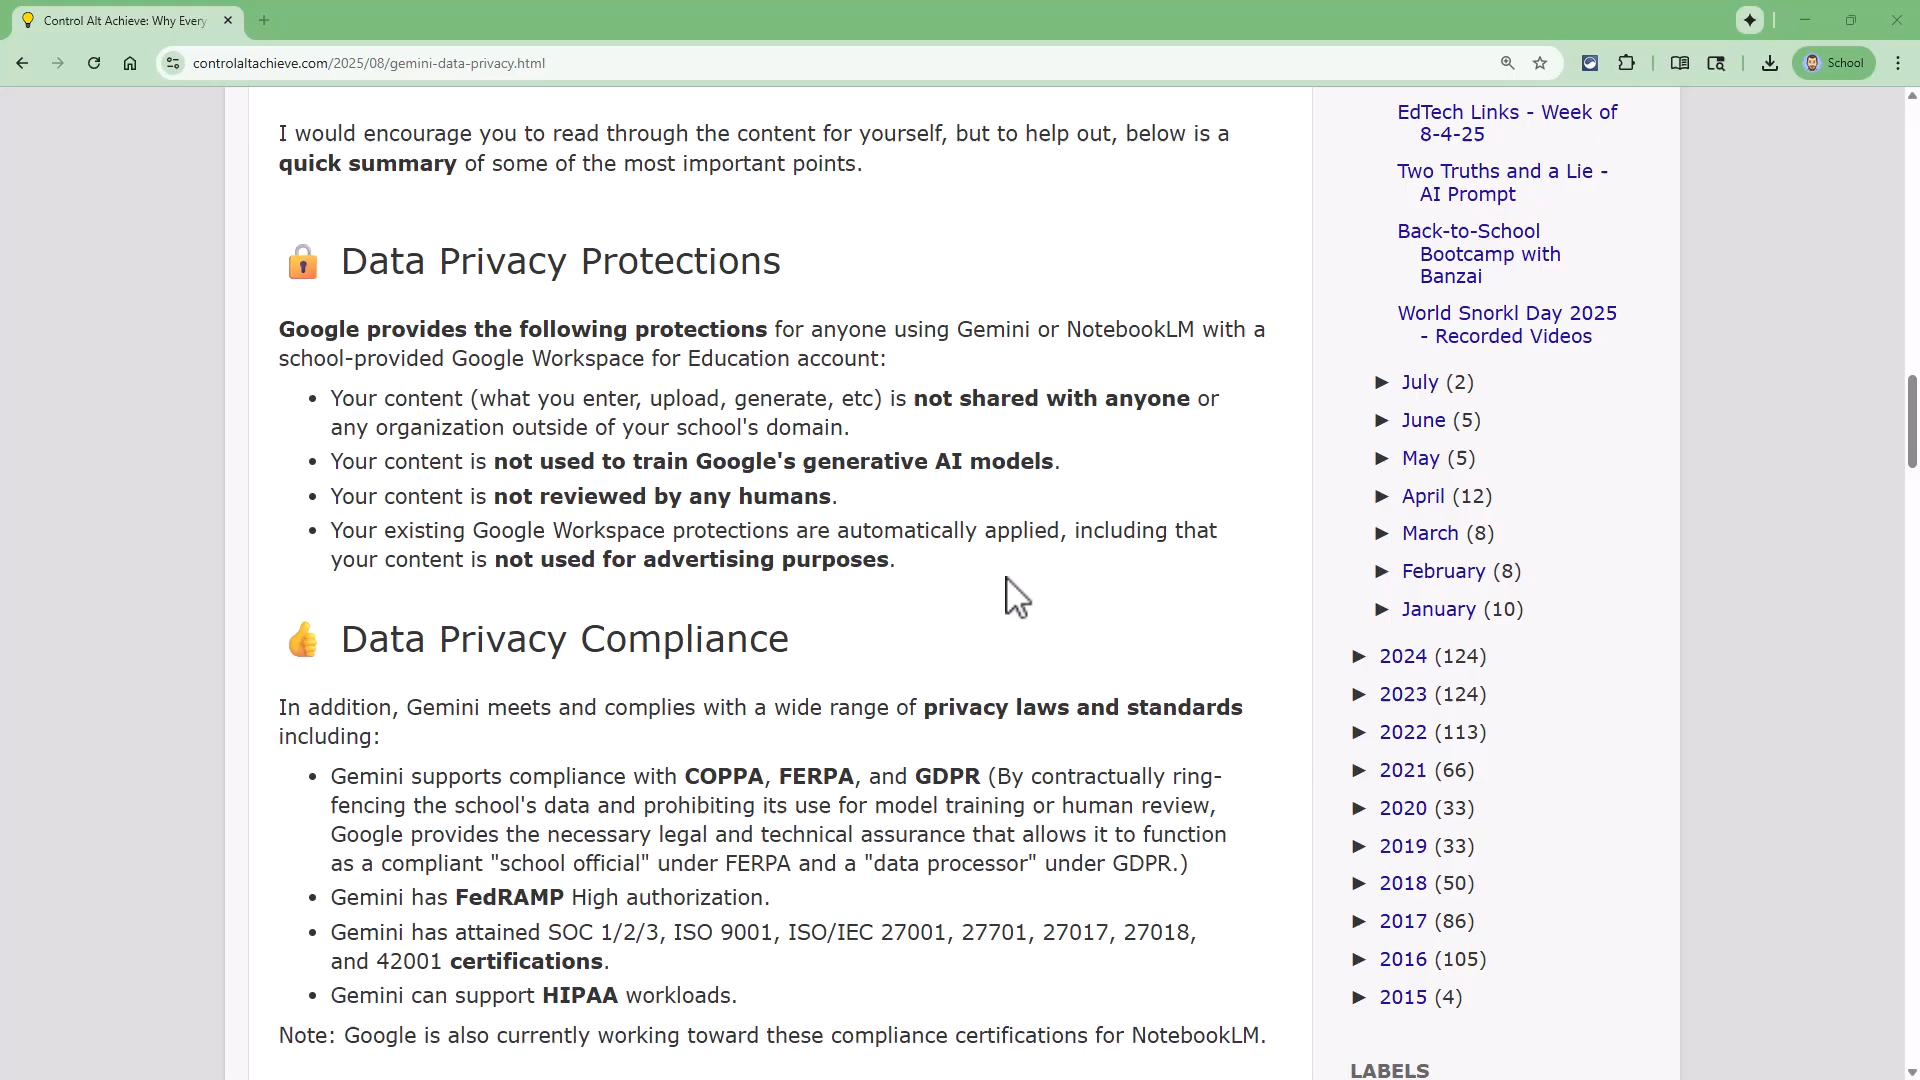 Control Alt Achieve: Why Every
controlaltachieve.com/2025/08/gemini-data-privacy.html
School
I would encourage you to read through the content for yourself, but to help out, below is a
quick summary of some of the most important points.
Data Privacy Protections
Google provides the following protections for anyone using Gemini or NotebookLM with a
school-provided Google Workspace for Education account:
• Your content (what you enter, upload, generate, etc) is not shared with anyone or
any organization outside of your school's domain.
• Your content is not used to train Google's generative AI models.
• Your content is not reviewed by any humans.
• Your existing Google Workspace protections are automatically applied, including that
your content is not used for advertising purposes.
Data Privacy Compliance
In addition, Gemini meets and complies with a wide range of privacy laws and standards
including:
• Gemini supports compliance with COPPA, FERPA, and GDPR (By contractually ring-
fencing the school's data and prohibiting its use for model training or human review,
Google provides the necessary legal and technical assurance that allows it to function
as a compliant "school official" under FERPA and a "data processor" under GDPR.)
• Gemini has FedRAMP High authorization.
• Gemini has attained SOC 1/2/3, ISO 9001, ISO/IEC 27001, 27701, 27017, 27018,
and 42001 certifications.
• Gemini can support HIPAA workloads.
Note: Google is also currently working toward these compliance certifications for NotebookLM.
EdTech Links - Week of
8-4-25
Two Truths and a Lie -
AI Prompt
Back-to-School
Bootcamp with
Banzai
World Snorkl Day 2025
- Recorded Videos
► July (2)
► June (5)
► May (5)
► April (12)
► March (8)
► February (8)
► January (10)
► 2024 (124)
► 2023 (124)
► 2022 (113)
► 2021 (66)
► 2020 (33)
► 2019 (33)
► 2018 (50)
► 2017 (86)
► 2016 (105)
► 2015 (4)
LABELS